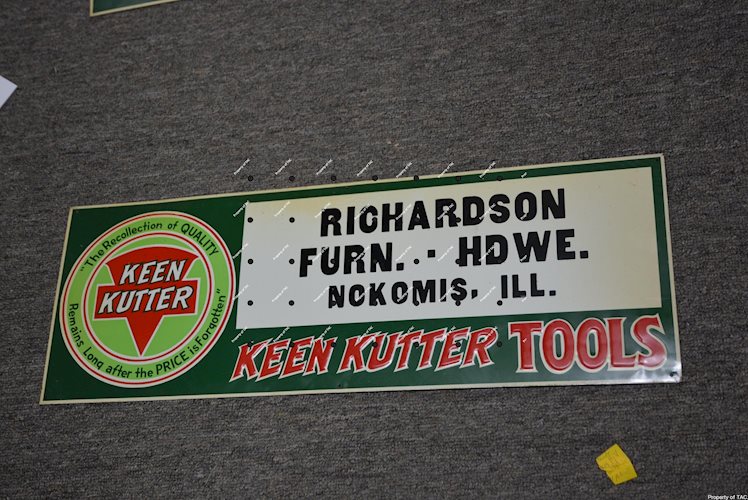 "The Recollection of QUALITY
KEEN
KUTTER
Remains Long after the PRICE is Forgotten"
RICHARDSON
FURN. · HDWE.
NOKOMIS, ILL.
KEEN KUTTER TOOLS
Property of TAC